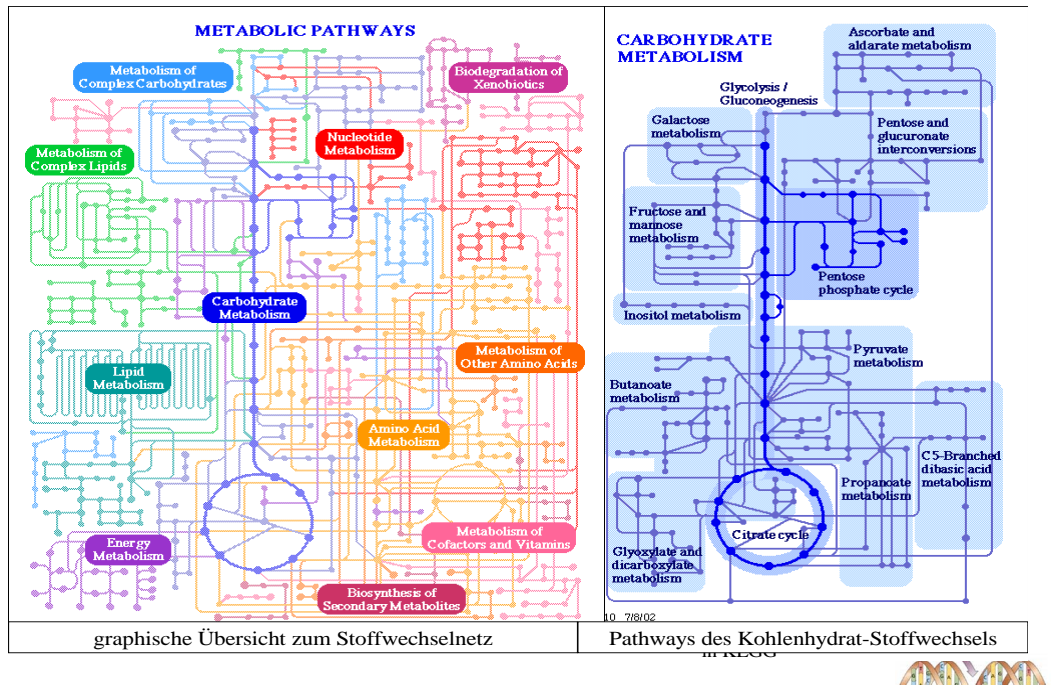 METABOLIC PATHWAYS
Metabolism of
Complex Carbohydrates
Biodegradation of
Xenobiotics
Nucleotide
Metabolism
Metabolism of
Complex Lipids
Carbohydrate
Metabolism
Lipid
Metabolism
Metabolism of
Other Amino Acids
Amino Acid
Metabolism
Energy
Metabolism
Metabolism of
Cofactors and Vitamins
Biosynthesis of
Secondary Metabolites
graphische Übersicht zum Stoffwechselnetz
CARBOHYDRATE
METABOLISM
Ascorbate and
aldarate metabolism
Glycolysis /
Gluconeogenesis
Galactose
metabolism
Pentose and
glucuronate
interconversions
Fructose and
mannose
metabolism
Pentose
phosphate cycle
Inositol metabolism
Pyruvate
metabolism
Butanoate
metabolism
C5-Branched
dibasic acid
metabolism
Propanoate
metabolism
Citrate cycle
Glyoxylate and
dicarboxylate
metabolism
10 7/8/02
Pathways des Kohlenhydrat-Stoffwechsels
in KEGG